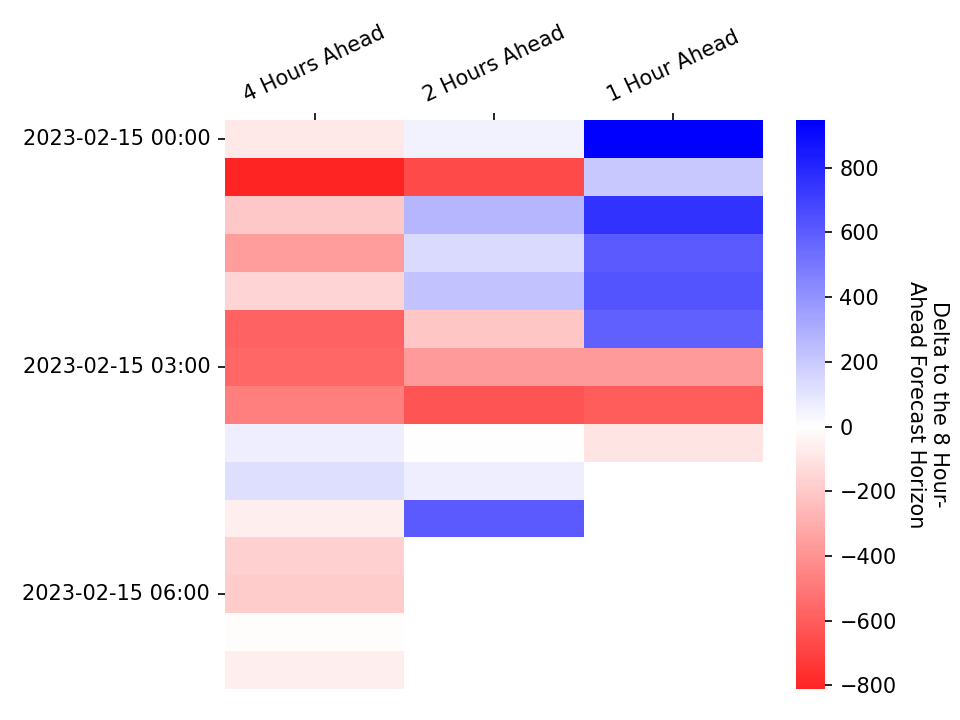 4 Hours Ahead
2 Hours Ahead
1 Hour Ahead
2023-02-15 00:00
2023-02-15 03:00
2023-02-15 06:00
800
600
400
200
0
−200
−400
−600
−800
Delta to the 8 Hour-
Ahead Forecast Horizon